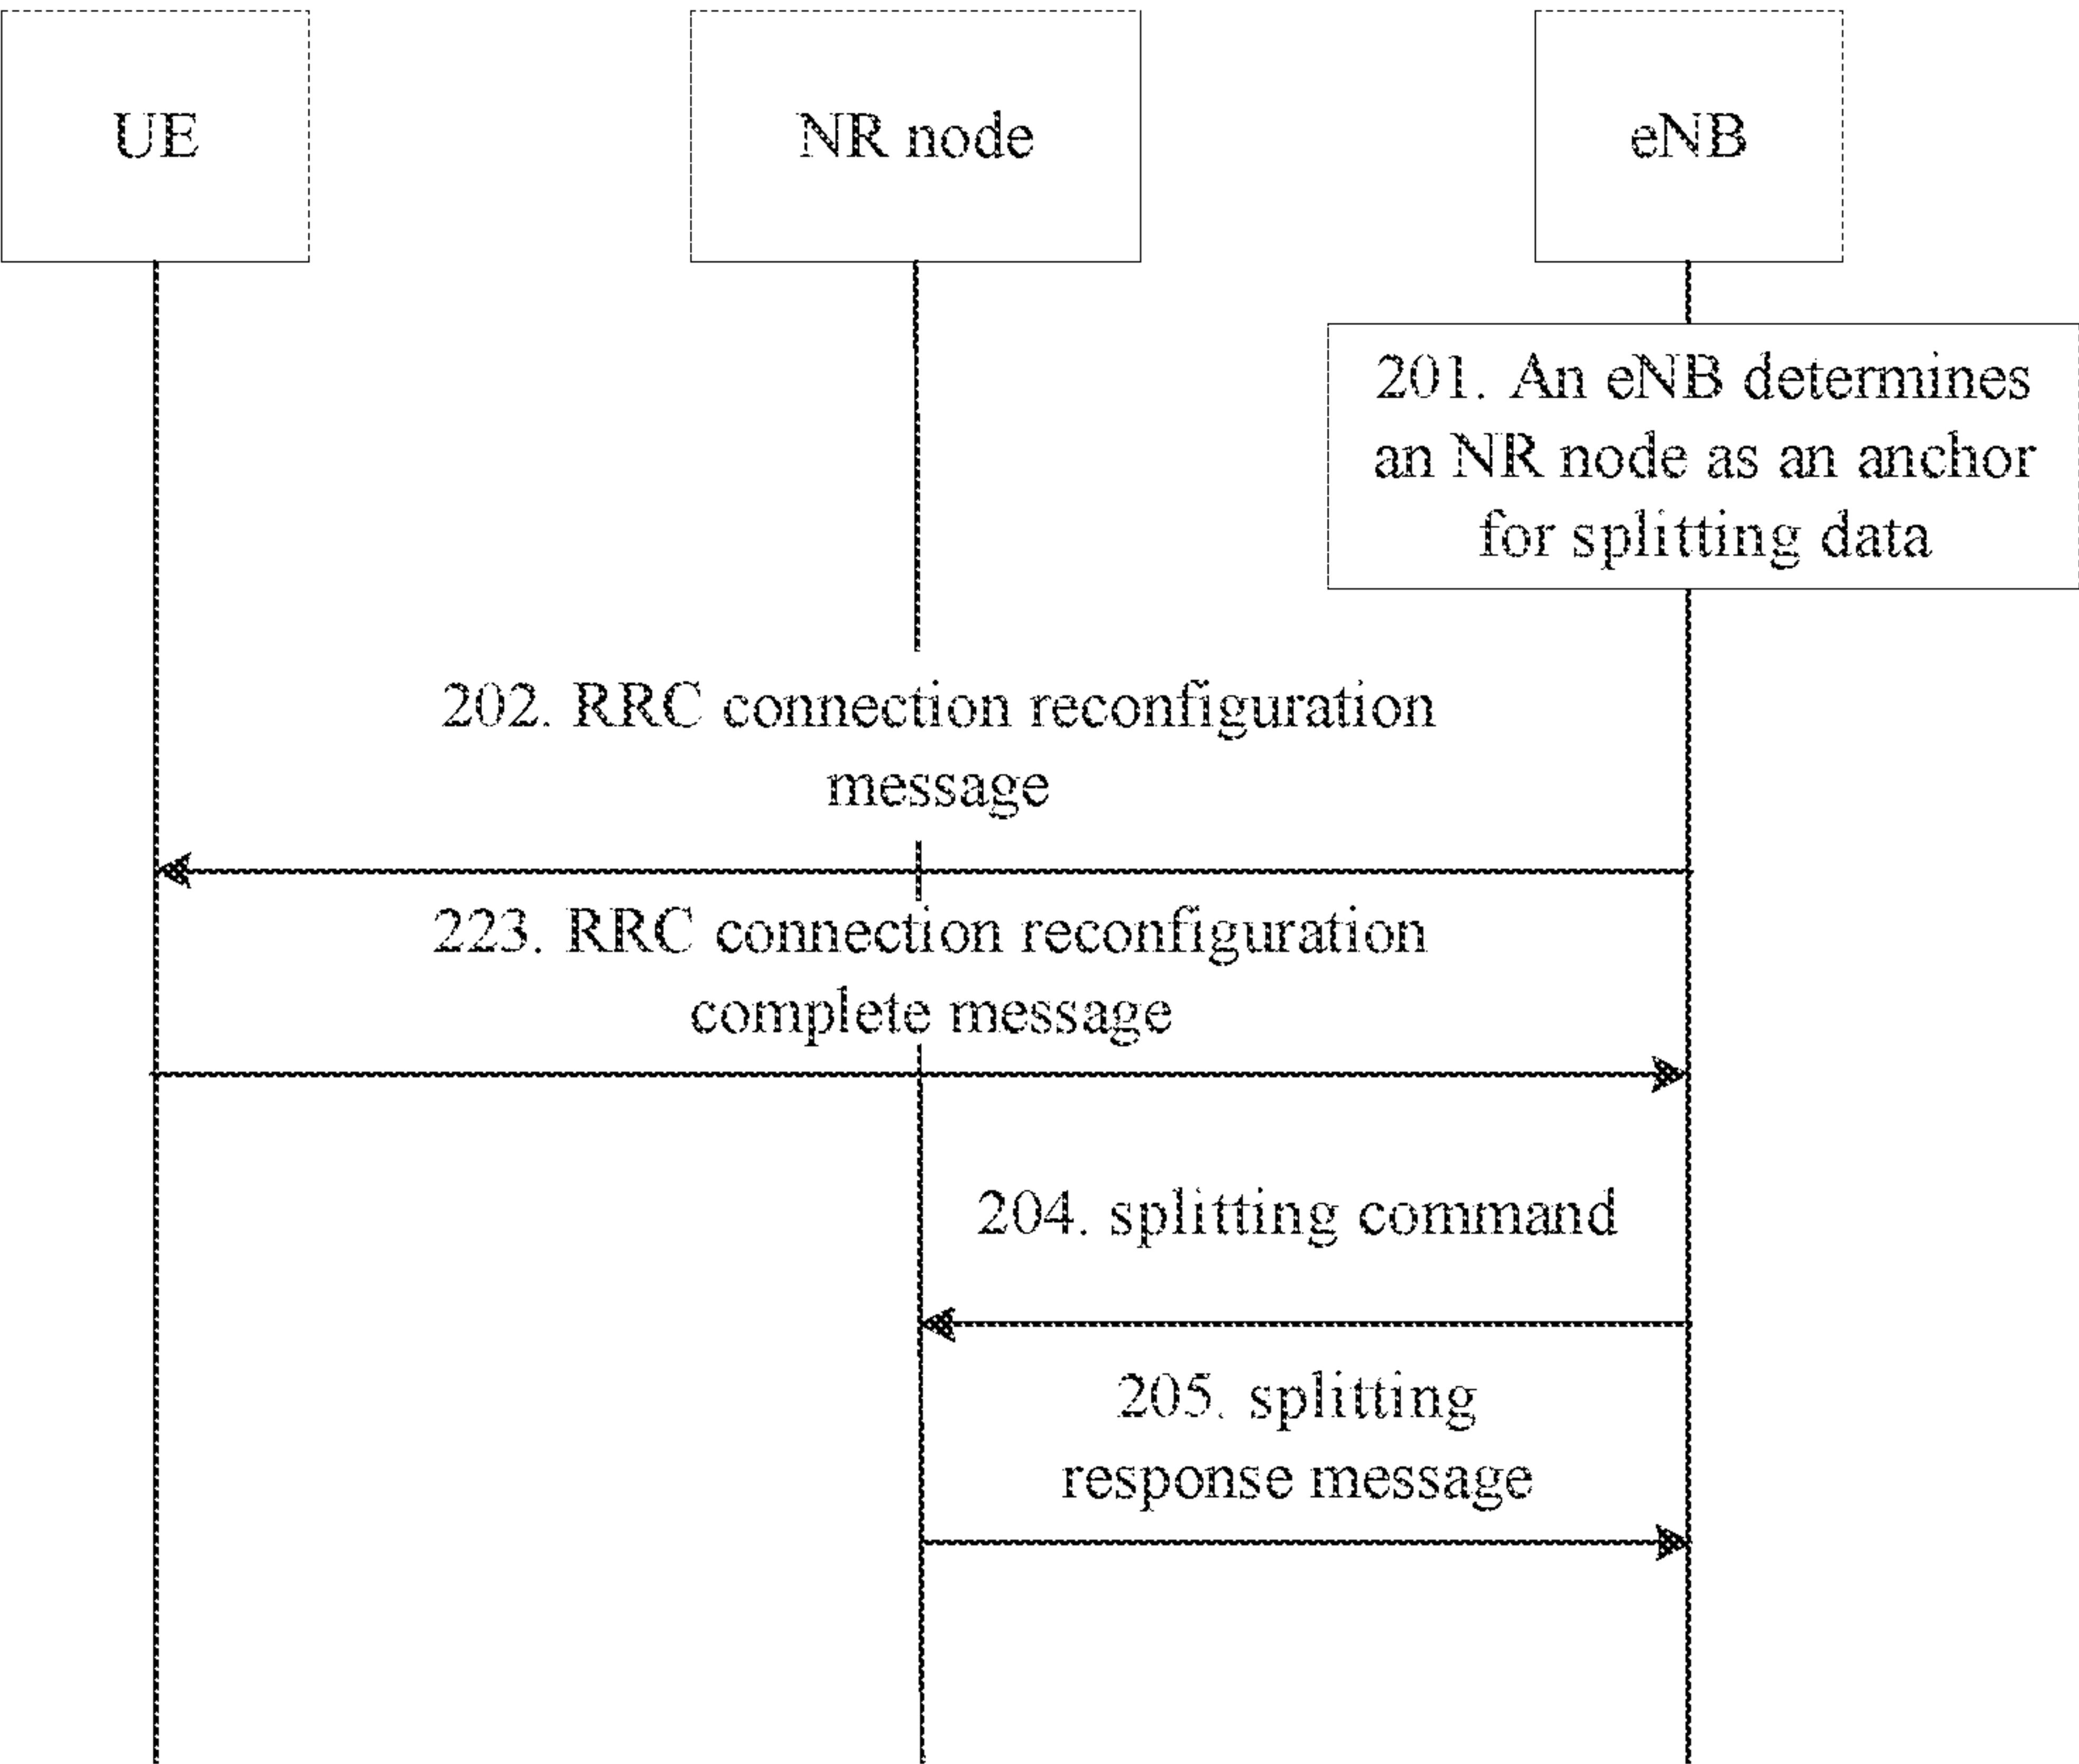 UE
NR node
eNB
201. An eNB determines
an NR node as an anchor
for splitting data
202. RRC connection reconfiguration
message
223. RRC connection reconfiguration
complete message
204. splitting command
205. splitting
response message